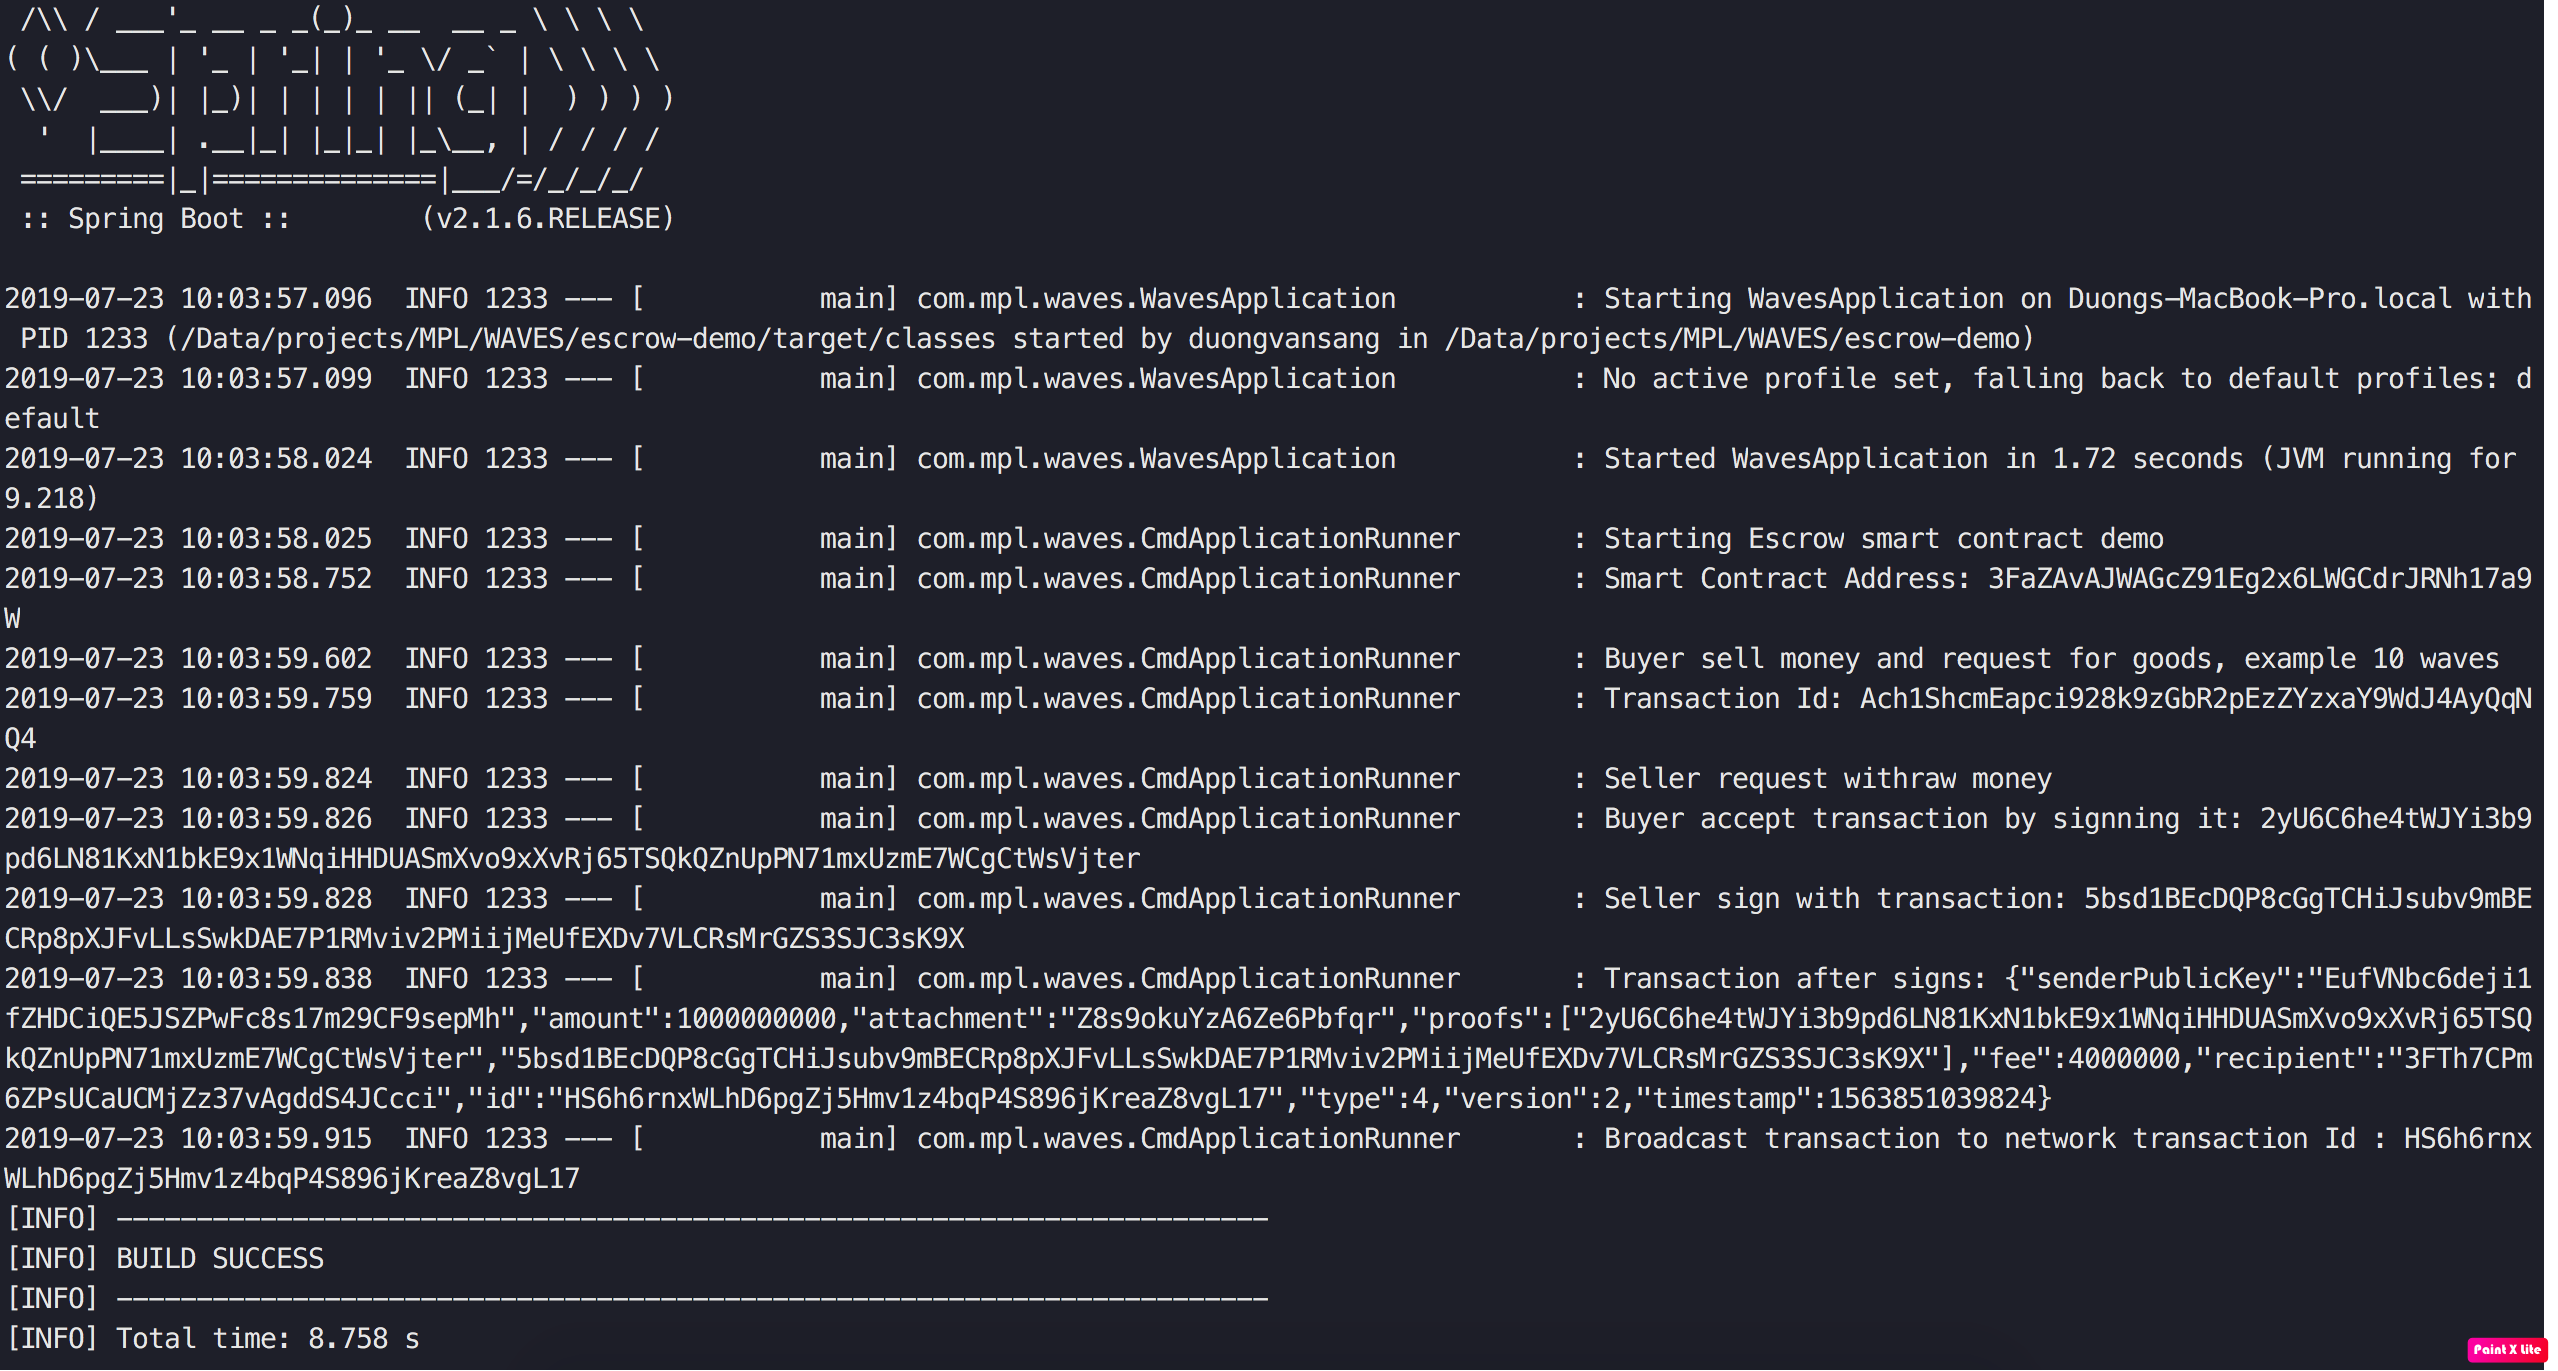 /\\ / ___'_ __ _ _(_)_ __  __ _ \ \ \ \
( ( )\___ | '_ | '_| | '_ \/ _` | \ \ \ \
 \\/  ___)| |_)| | | | | || (_| |  ) ) ) )
  '  |____| .__|_| |_|_| |_\__, | / / / /
 =========|_|==============|___/=/_/_/_/
 :: Spring Boot ::        (v2.1.6.RELEASE)
2019-07-23 10:03:57.096  INFO 1233 --- [           main] com.mpl.waves.WavesApplication           : Starting WavesApplication on Duongs-MacBook-Pro.local with
 PID 1233 (/Data/projects/MPL/WAVES/escrow-demo/target/classes started by duongvansang in /Data/projects/MPL/WAVES/escrow-demo)
2019-07-23 10:03:57.099  INFO 1233 --- [           main] com.mpl.waves.WavesApplication           : No active profile set, falling back to default profiles: d
efault
2019-07-23 10:03:58.024  INFO 1233 --- [           main] com.mpl.waves.WavesApplication           : Started WavesApplication in 1.72 seconds (JVM running for
9.218)
2019-07-23 10:03:58.025  INFO 1233 --- [           main] com.mpl.waves.CmdApplicationRunner       : Starting Escrow smart contract demo
2019-07-23 10:03:58.752  INFO 1233 --- [           main] com.mpl.waves.CmdApplicationRunner       : Smart Contract Address: 3FaZAvAJWAGcZ91Eg2x6LWGCdrJRNh17a9
W
2019-07-23 10:03:59.602  INFO 1233 --- [           main] com.mpl.waves.CmdApplicationRunner       : Buyer sell money and request for goods, example 10 waves
2019-07-23 10:03:59.759  INFO 1233 --- [           main] com.mpl.waves.CmdApplicationRunner       : Transaction Id: Ach1ShcmEapci928k9zGbR2pEzZYzxaY9WdJ4AyQqN
Q4
2019-07-23 10:03:59.824  INFO 1233 --- [           main] com.mpl.waves.CmdApplicationRunner       : Seller request withraw money
2019-07-23 10:03:59.826  INFO 1233 --- [           main] com.mpl.waves.CmdApplicationRunner       : Buyer accept transaction by signning it: 2yU6C6he4tWJYi3b9
pd6LN81KxN1bkE9x1WNqiHHDUASmXvo9xXvRj65TSQkQZnUpPN71mxUzmE7WCgCtWsVjter
2019-07-23 10:03:59.828  INFO 1233 --- [           main] com.mpl.waves.CmdApplicationRunner       : Seller sign with transaction: 5bsd1BEcDQP8cGgTCHiJsubv9mBE
CRp8pXJFvLLsSwkDAE7P1RMviv2PMiijMeUfEXDv7VLCRsMrGZS3SJC3sK9X
2019-07-23 10:03:59.838  INFO 1233 --- [           main] com.mpl.waves.CmdApplicationRunner       : Transaction after signs: {"senderPublicKey":"EufVNbc6deji1
fZHDCiQE5JSZPwFc8s17m29CF9sepMh","amount":1000000000,"attachment":"Z8s9okuYzA6Ze6Pbfqr","proofs":["2yU6C6he4tWJYi3b9pd6LN81KxN1bkE9x1WNqiHHDUASmXvo9xXvRj65TSQ
kQZnUpPN71mxUzmE7WCgCtWsVjter","5bsd1BEcDQP8cGgTCHiJsubv9mBECRp8pXJFvLLsSwkDAE7P1RMviv2PMiijMeUfEXDv7VLCRsMrGZS3SJC3sK9X"],"fee":4000000,"recipient":"3FTh7CPm
6ZPsUCaUCMjZz37vAgddS4JCcci","id":"HS6h6rnxWLhD6pgZj5Hmv1z4bqP4S896jKreaZ8vgL17","type":4,"version":2,"timestamp":1563851039824}
2019-07-23 10:03:59.915  INFO 1233 --- [           main] com.mpl.waves.CmdApplicationRunner       : Broadcast transaction to network transaction Id : HS6h6rnx
WLhD6pgZj5Hmv1z4bqP4S896jKreaZ8vgL17
[INFO] ------------------------------------------------------------------------
[INFO] BUILD SUCCESS
[INFO] ------------------------------------------------------------------------
[INFO] Total time: 8.758 s
Paint X Lite